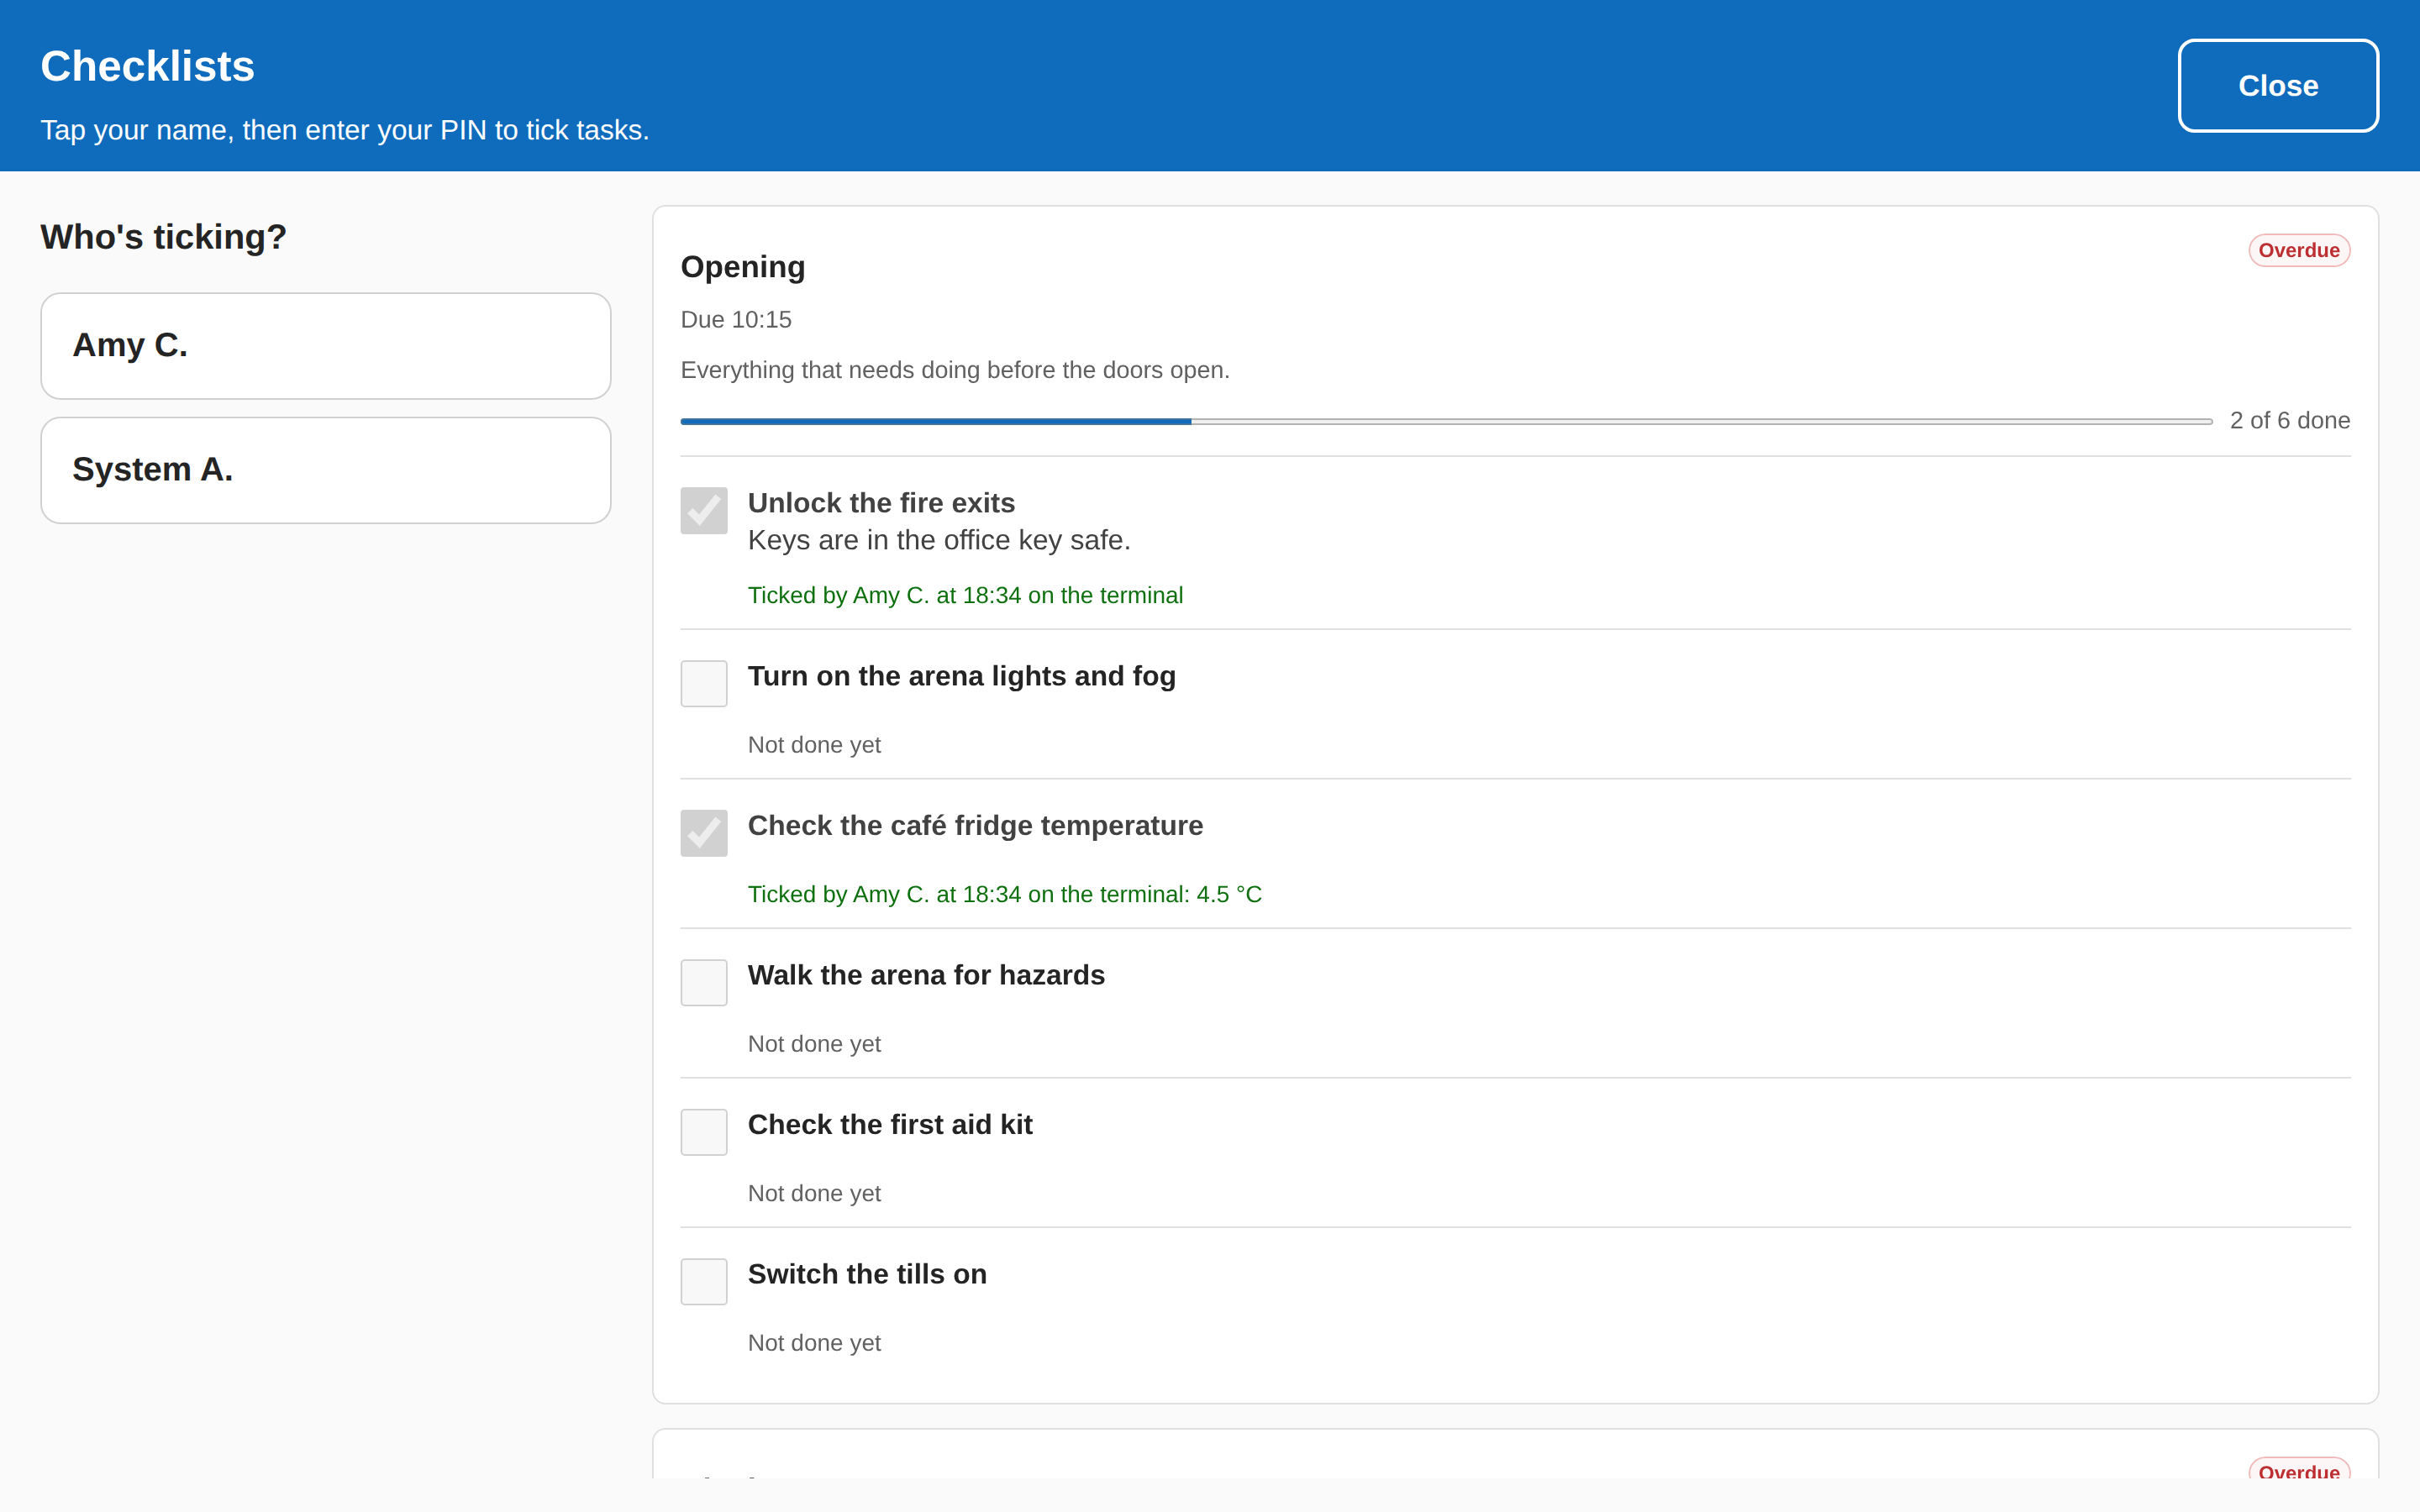 Checklists
Tap your name, then enter your PIN to tick tasks.
Close
Who's ticking?
Amy C.
System A.
Opening
Overdue
Due 10:15
Everything that needs doing before the doors open.
2 of 6 done
Unlock the fire exits
Keys are in the office key safe.
Ticked by Amy C. at 18:34 on the terminal
Turn on the arena lights and fog
Not done yet
Check the café fridge temperature
Ticked by Amy C. at 18:34 on the terminal: 4.5 °C
Walk the arena for hazards
Not done yet
Check the first aid kit
Not done yet
Switch the tills on
Not done yet
Overdue